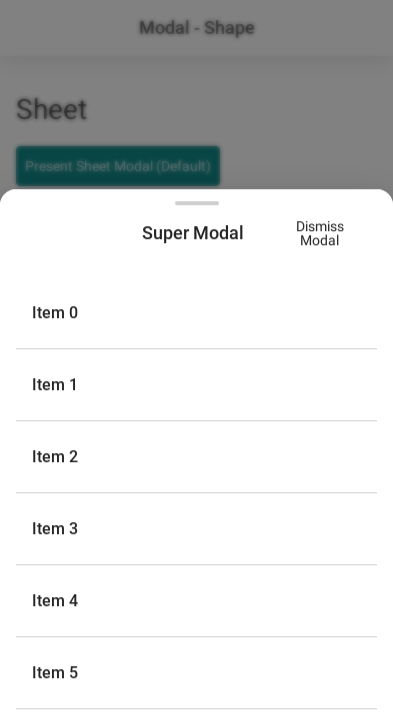 Modal - Shape
Sheet
Present Sheet Modal (Default)
Super Modal
Dismiss
Modal
Item 0
Item 1
Item 2
Item 3
Item 4
Item 5